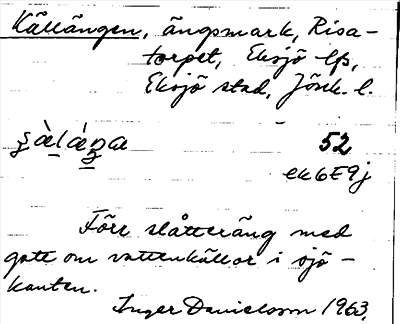 Källängen, ängsmark, Risa-
torpet, Eksjö lfs,
Eksjö stad, Jönk. l.
52
ek6E9j
Förr slåtteräng med
gott om vattenkällor i sjö-
kanten.
Inger Danielsson 1963.